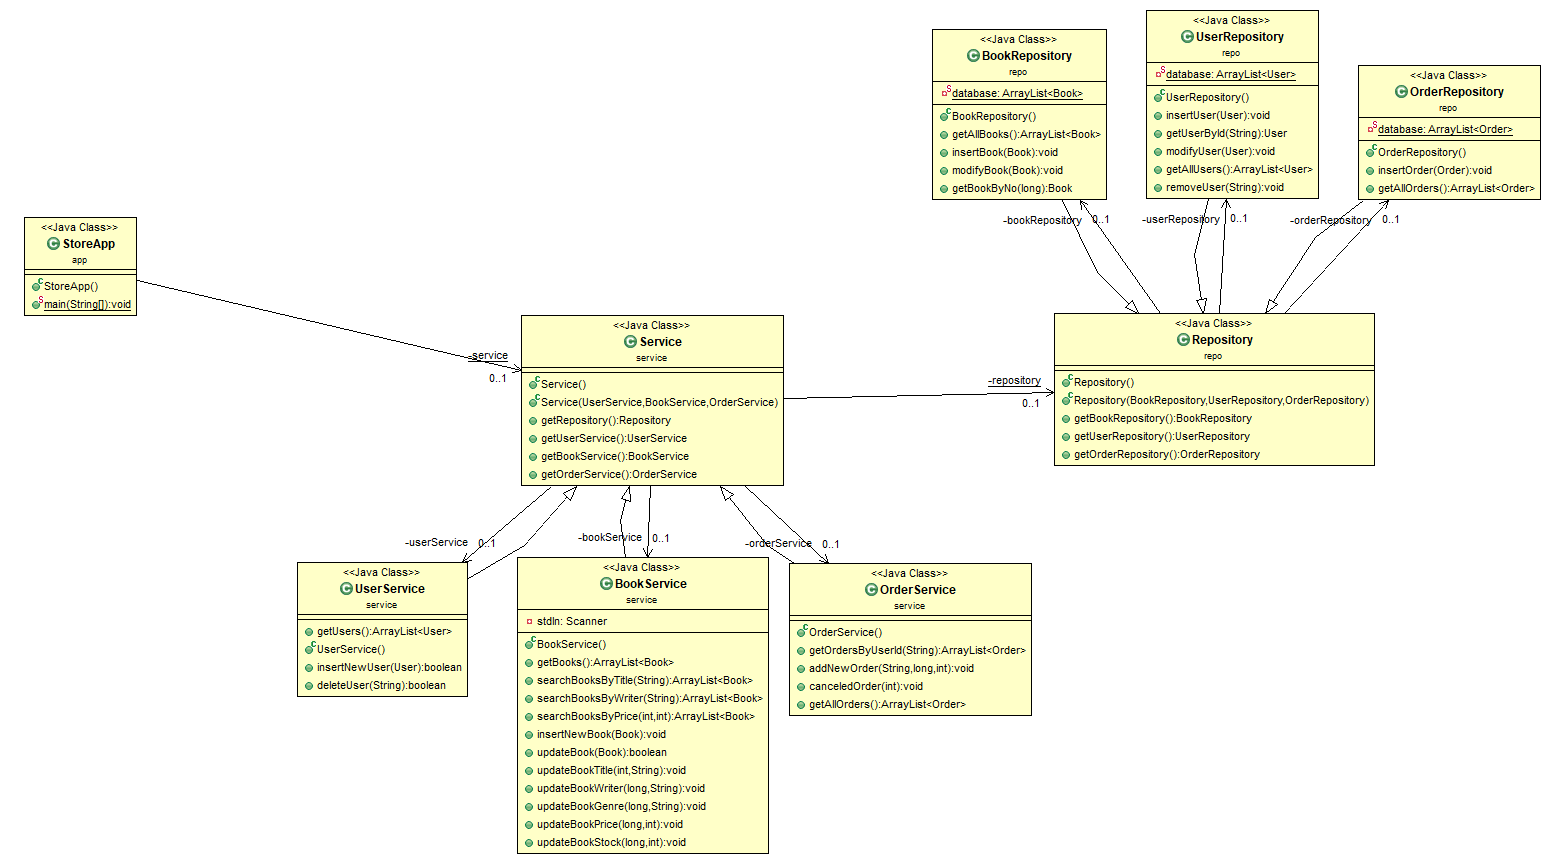 <<Java Class>>
BookRepository
repo
database: ArrayList<Book>
BookRepository()
getAllBooks():ArrayList<Book>
insertBook(Book):void
modifyBook(Book):void
getBookByNo(long):Book
<<Java Class>>
UserRepository
repo
database: ArrayList<User>
UserRepository()
insertUser(User):void
getUserById(String):User
modifyUser(User):void
getAllUsers():ArrayList<User>
removeUser(String):void
<<Java Class>>
OrderRepository
repo
database: ArrayList<Order>
OrderRepository()
insertOrder(Order):void
getAllOrders():ArrayList<Order>
-bookRepository 0..1
-userRepository 0..1
-orderRepository 0..1
<<Java Class>>
StoreApp
app
StoreApp()
main(String[]):void
-service
0..1
<<Java Class>>
Service
service
Service()
Service(UserService,BookService,OrderService)
getRepository():Repository
getUserService():UserService
getBookService():BookService
getOrderService():OrderService
-repository
0..1
<<Java Class>>
Repository
repo
Repository()
Repository(BookRepository,UserRepository,OrderRepository)
getBookRepository():BookRepository
getUserRepository():UserRepository
getOrderRepository():OrderRepository
-userService 0..1
-bookService 0..1
-orderService 0..1
<<Java Class>>
UserService
service
getUsers():ArrayList<User>
UserService()
insertNewUser(User):boolean
deleteUser(String):boolean
<<Java Class>>
BookService
service
stdIn: Scanner
BookService()
getBooks():ArrayList<Book>
searchBooksByTitle(String):ArrayList<Book>
searchBooksByWriter(String):ArrayList<Book>
searchBooksByPrice(int,int):ArrayList<Book>
insertNewBook(Book):void
updateBook(Book):boolean
updateBookTitle(int,String):void
updateBookWriter(long,String):void
updateBookGenre(long,String):void
updateBookPrice(long,int):void
updateBookStock(long,int):void
<<Java Class>>
OrderService
service
OrderService()
getOrdersByUserId(String):ArrayList<Order>
addNewOrder(String,long,int):void
canceledOrder(int):void
getAllOrders():ArrayList<Order>